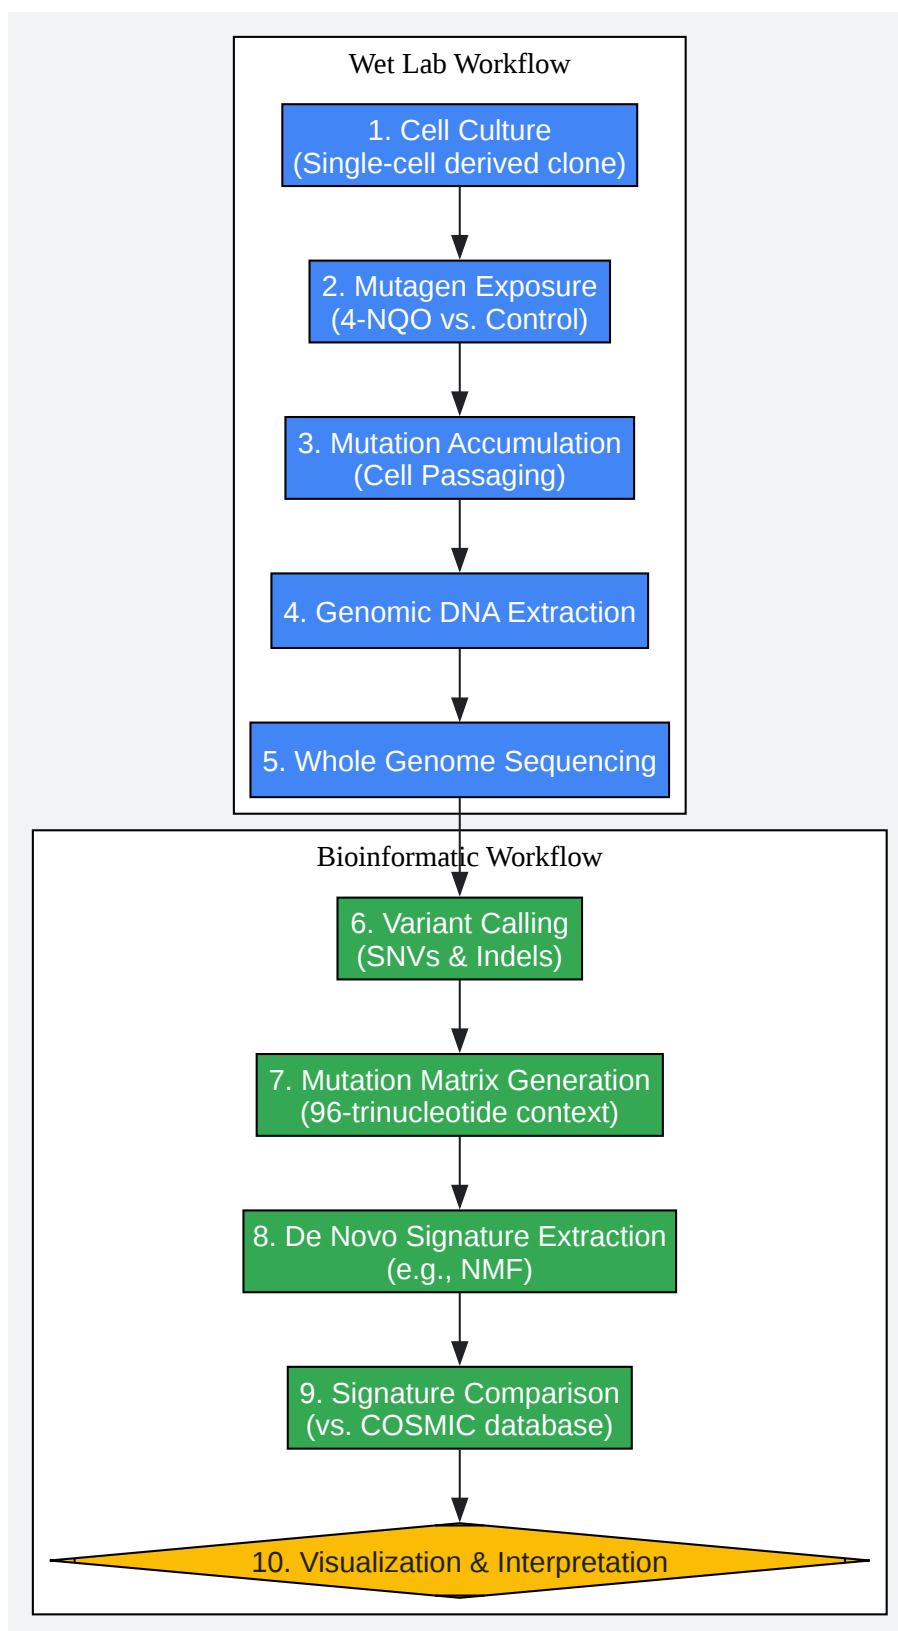 Wet Lab Workflow
1. Cell Culture
(Single-cell derived clone)
2. Mutagen Exposure
(4-NQO vs. Control)
3. Mutation Accumulation
(Cell Passaging)
4. Genomic DNA Extraction
5. Whole Genome Sequencing
Bioinformatic Workflow
6. Variant Calling
(SNVs & Indels)
7. Mutation Matrix Generation
(96-trinucleotide context)
8. De Novo Signature Extraction
(e.g., NMF)
9. Signature Comparison
(vs. COSMIC database)
10. Visualization & Interpretation